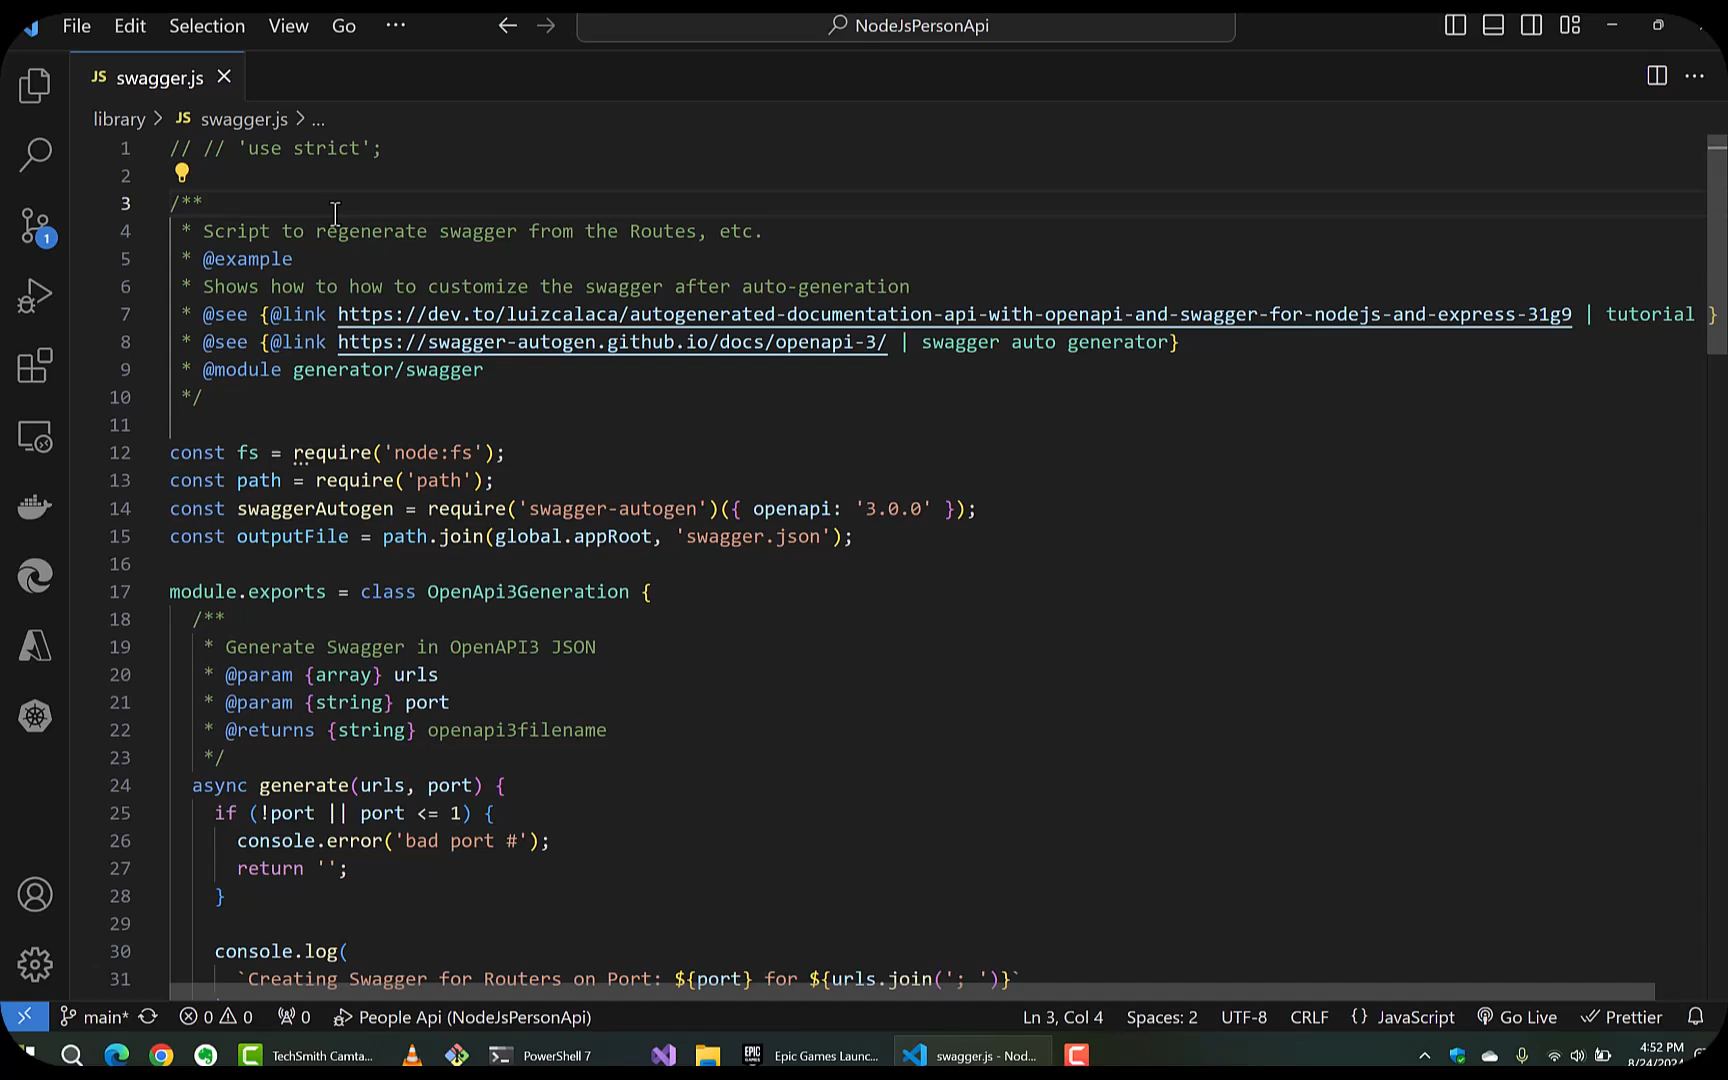 File Edit Selection View Go ··· NodeJsPersonApi
JS swagger.js
library > JS swagger.js > ...
1 // // 'use strict';
2
3 /**
4 * Script to regenerate swagger from the Routes, etc.
5 * @example
6 * Shows how to how to customize the swagger after auto-generation
7 * @see {@link https://dev.to/luizcalaca/autogenerated-documentation-api-with-openapi-and-swagger-for-nodejs-and-express-31g9 | tutorial }
8 * @see {@link https://swagger-autogen.github.io/docs/openapi-3/ | swagger auto generator}
9 * @module generator/swagger
10 */
11
12 const fs = require('node:fs');
13 const path = require('path');
14 const swaggerAutogen = require('swagger-autogen')({ openapi: '3.0.0' });
15 const outputFile = path.join(global.appRoot, 'swagger.json');
16
17 module.exports = class OpenApi3Generation {
18 /**
19 * Generate Swagger in OpenAPI3 JSON
20 * @param {array} urls
21 * @param {string} port
22 * @returns {string} openapi3filename
23 */
24 async generate(urls, port) {
25 if (!port || port <= 1) {
26 console.error('bad port #');
27 return '';
28 }
29
30 console.log(
31 `Creating Swagger for Routers on Port: ${port} for ${urls.join('; ')}`
1
main* 0 0 0 People Api (NodeJsPersonApi) Ln 3, Col 4 Spaces: 2 UTF-8 CRLF {} JavaScript Go Live Prettier
TechSmith Camta... PowerShell 7 EPIC GAMES Epic Games Launc... swagger.js - Nod... 4:52 PM
8/24/202